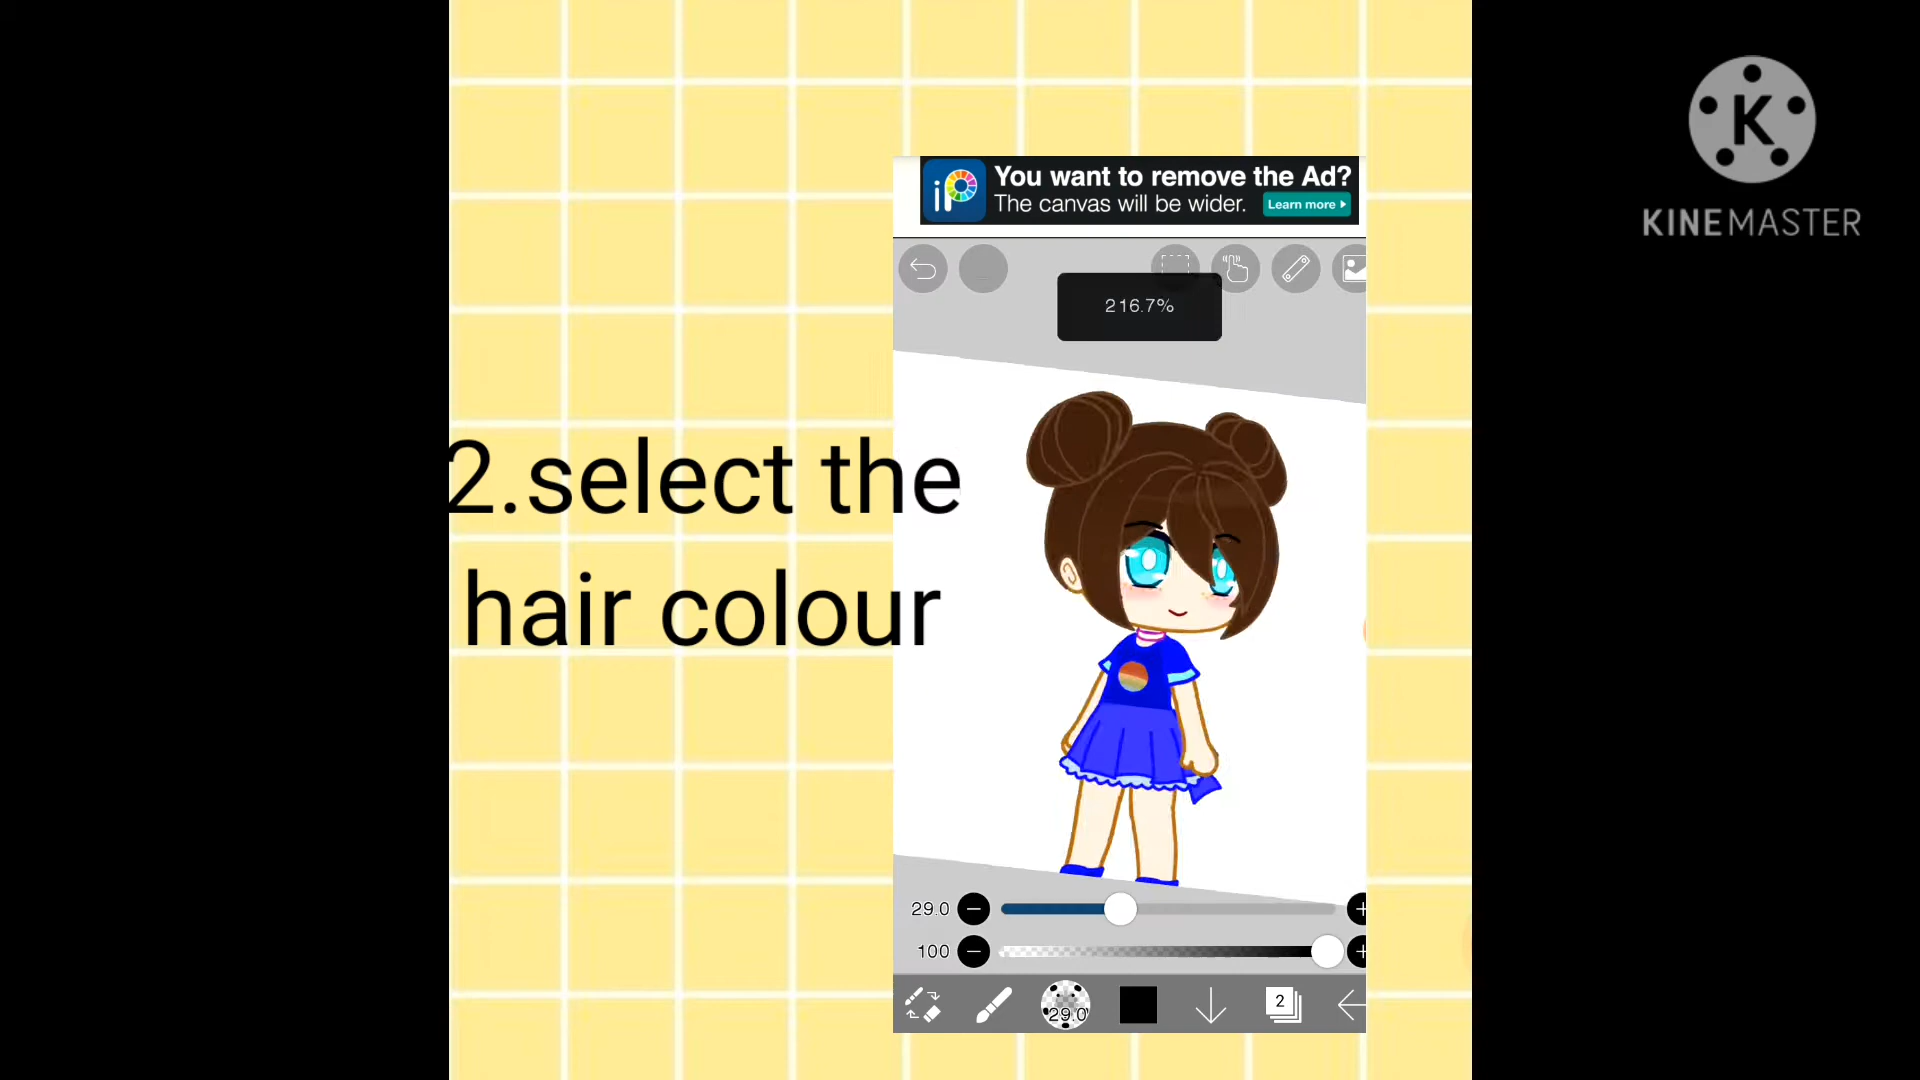 You want to remove the Ad?
The canvas will be wider. Learn more
K
KINEMASTER
iP
216.7%
2.select the
hair colour
29.0
100
29.0
2